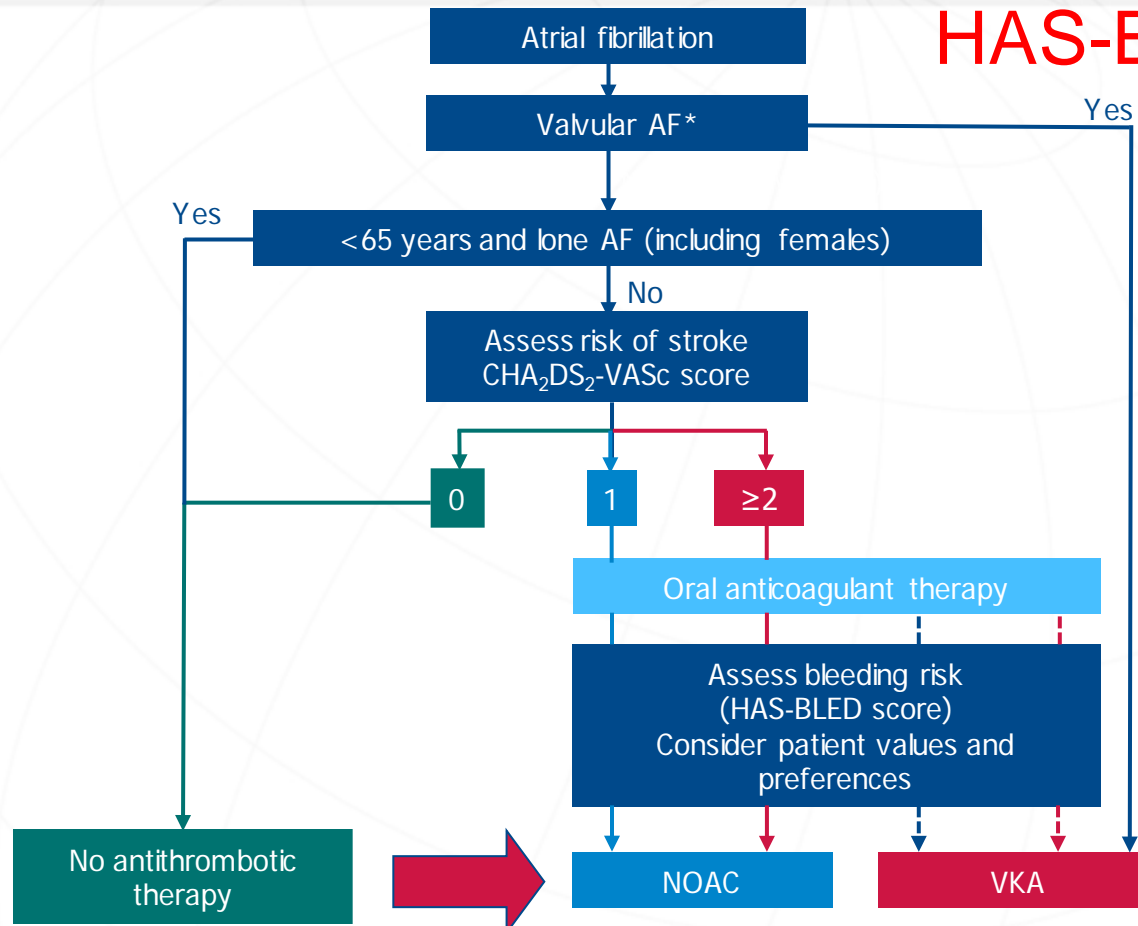 HAS-B
Atrial fibrillation
Valvular AF*
Yes
Yes
<65 years and lone AF (including females)
No
Assess risk of stroke
CHA₂DS₂-VASc score
0
1
≥2
Oral anticoagulant therapy
Assess bleeding risk
(HAS-BLED score)
Consider patient values and
preferences
No antithrombotic
therapy
NOAC
VKA